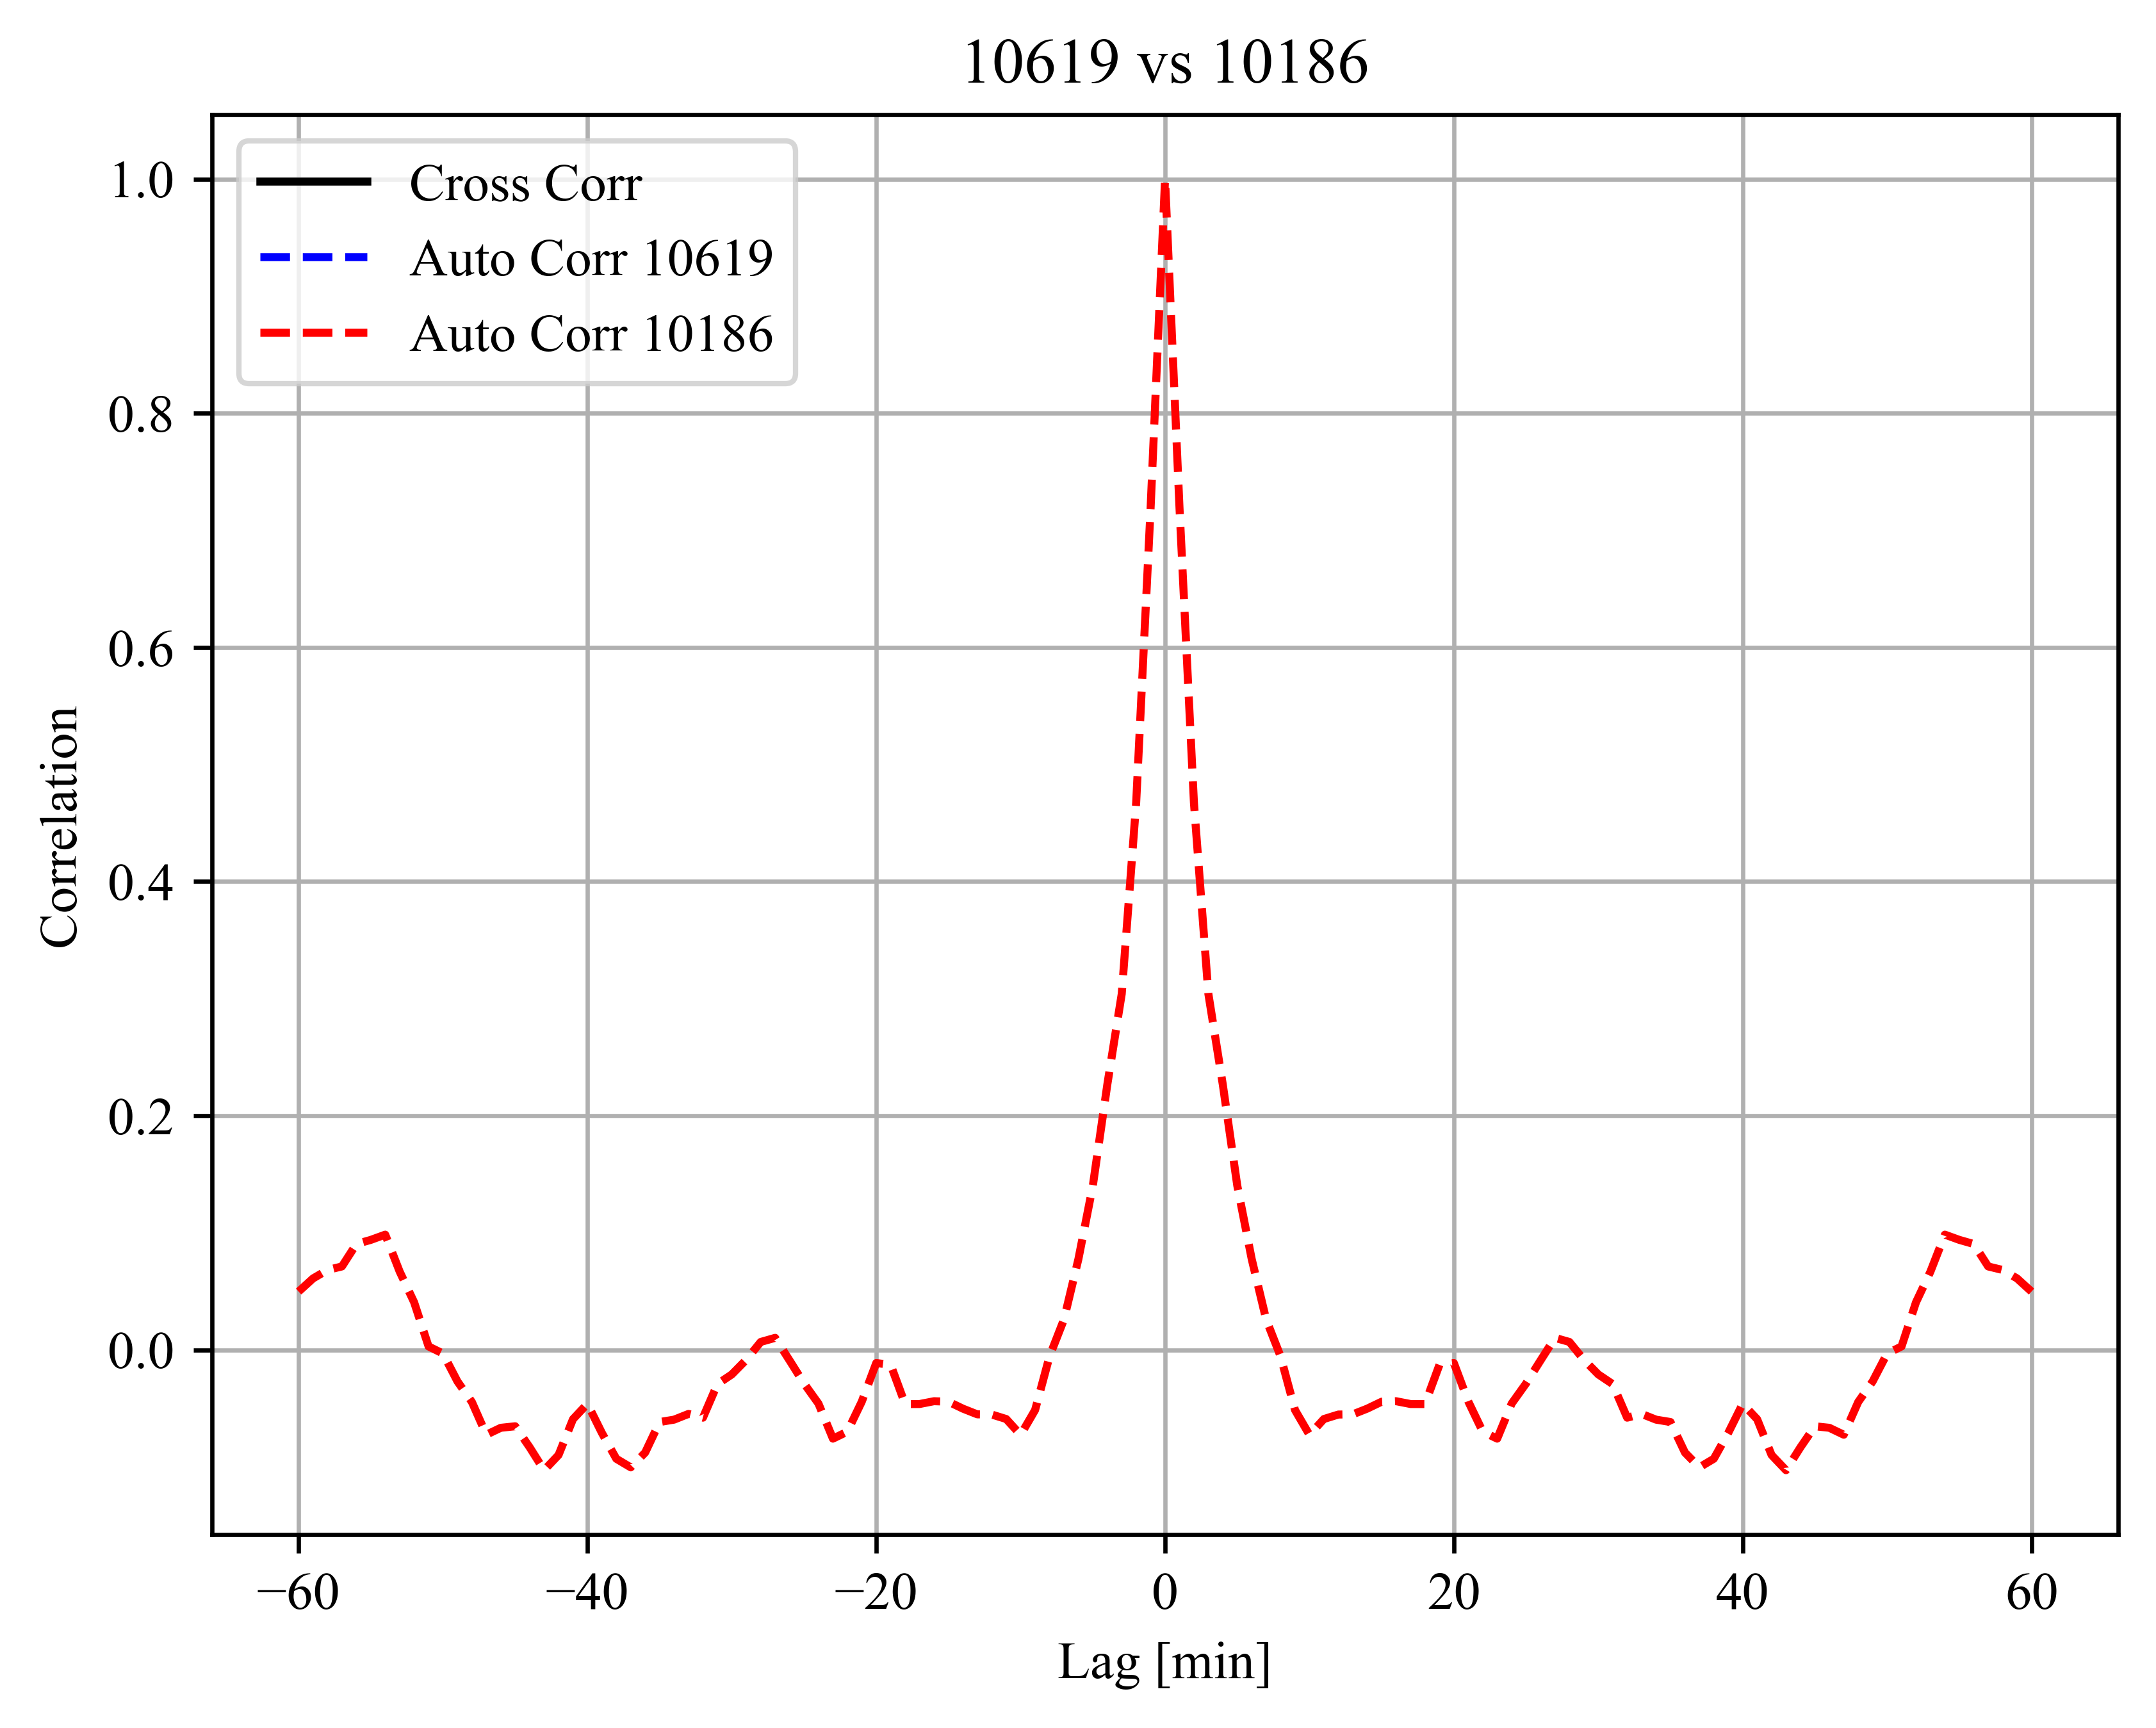 10619 vs 10186
Cross Corr
Auto Corr 10619
Auto Corr 10186
1.0
0.8
0.6
0.4
0.2
0.0
Correlation
−60 −40 −20 0 20 40 60
Lag [min]